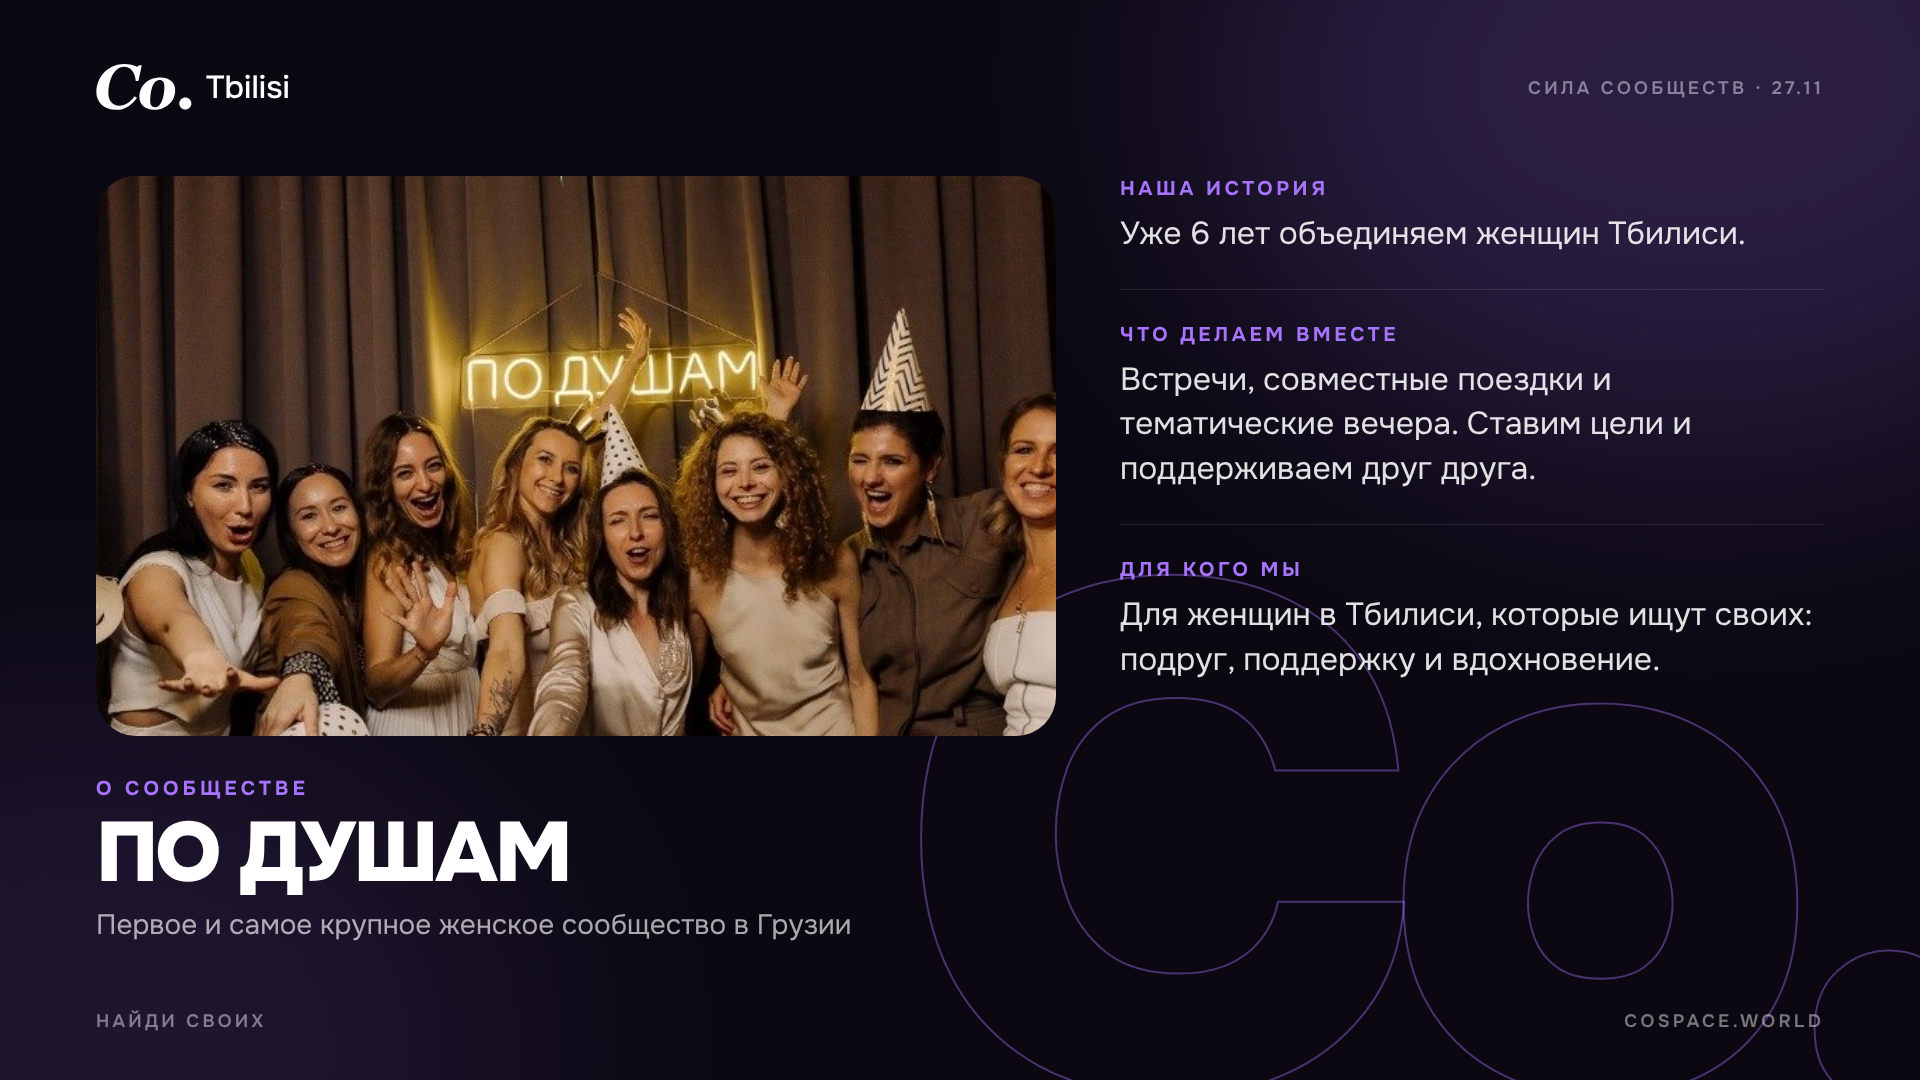 Co. Tbilisi
СИЛА СООБЩЕСТВ · 27.11
ПО ДУШАМ
НАША ИСТОРИЯ
Уже 6 лет объединяем женщин Тбилиси.
ЧТО ДЕЛАЕМ ВМЕСТЕ
Встречи, совместные поездки и
тематические вечера. Ставим цели и
поддерживаем друг друга.
ДЛЯ КОГО МЫ
Для женщин в Тбилиси, которые ищут своих:
подруг, поддержку и вдохновение.
О СООБЩЕСТВЕ
ПО ДУШАМ
Первое и самое крупное женское сообщество в Грузии
Co.
НАЙДИ СВОИХ
COSPACE.WORLD